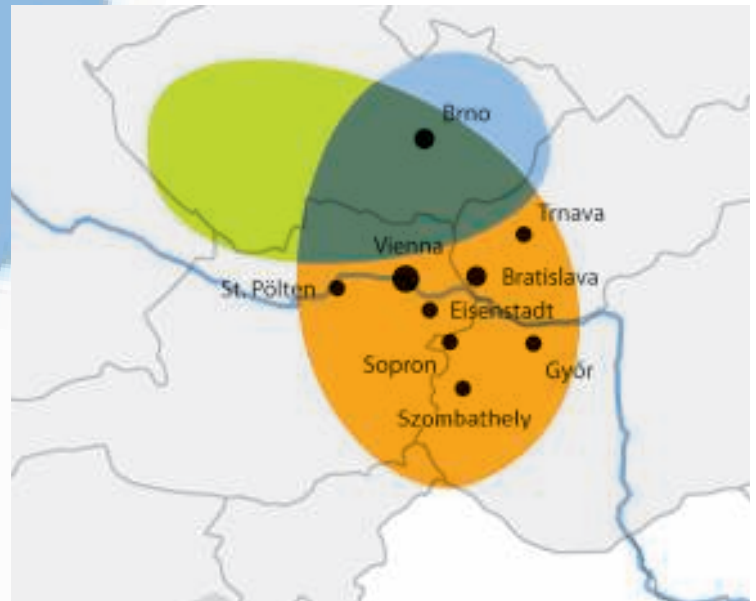 Brno
Trnava
Vienna
Bratislava
St. Pölten
Eisenstadt
Sopron
Győr
Szombathely